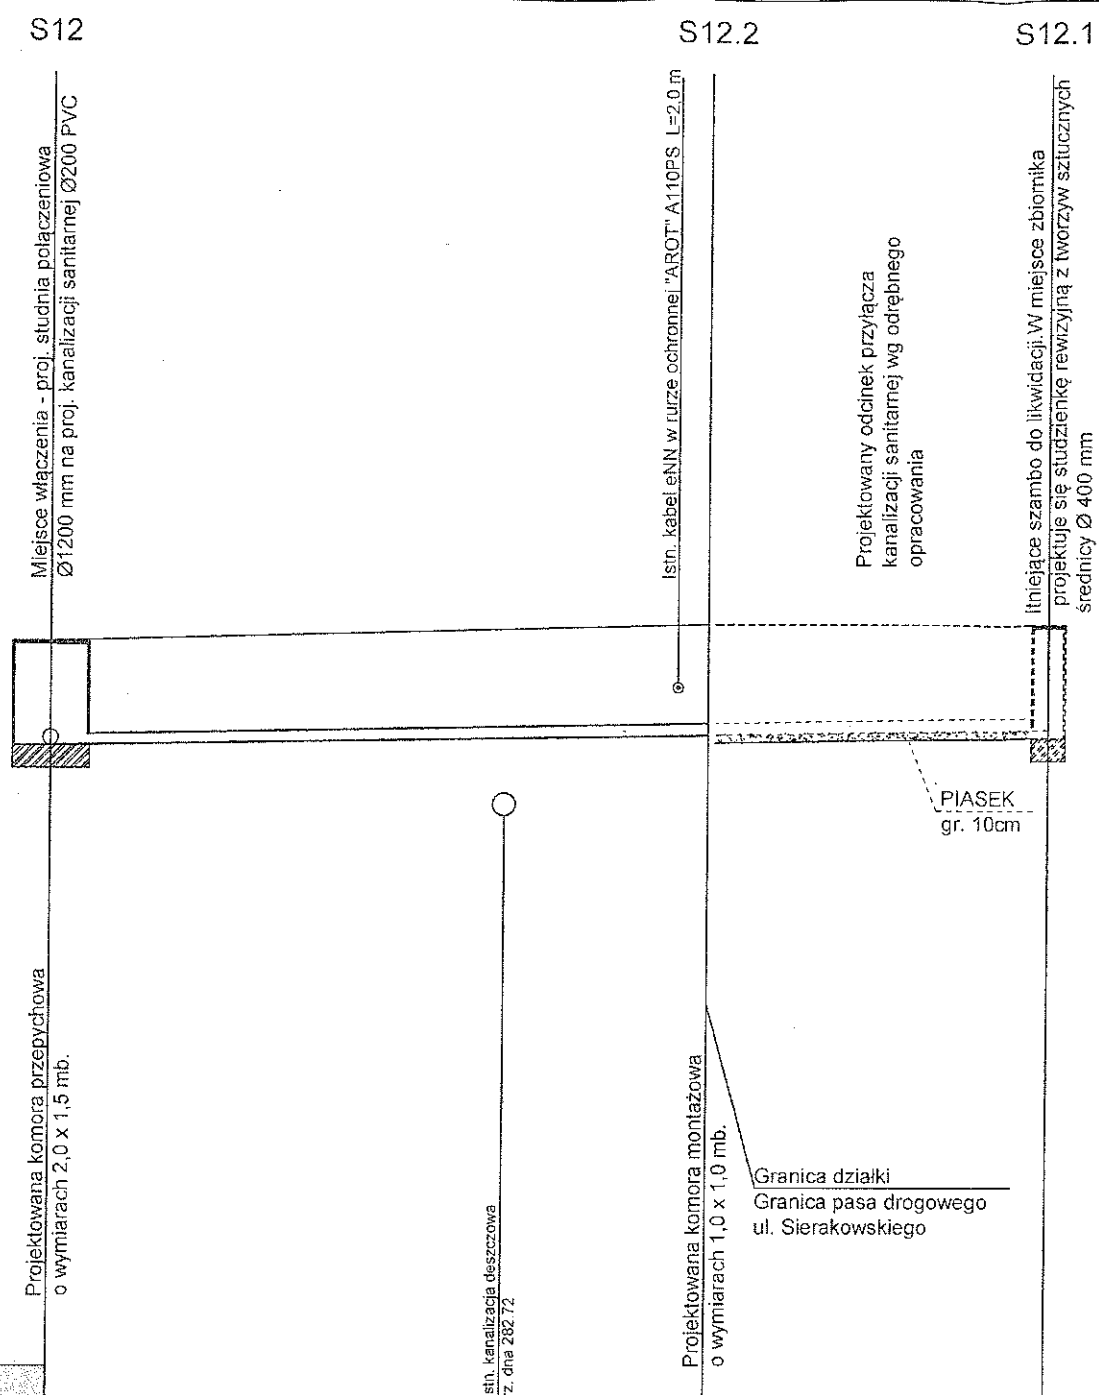 S12
S12.2
S12.1
Miejsce włączenia - proj. studnia połączeniowa
Ø1200 mm na proj. kanalizacji sanitarnej Ø200 PVC
Istn. kabel eNN w rurze ochronnej "AROT" A110PS L=2,0 m
Projektowany odcinek przyłącza
kanalizacji sanitarnej wg odrębnego
opracowania
Itniejące szambo do likwidacji.W miejsce zbiornika
projektuje się studzienkę rewizyjną z tworzyw sztucznych
średnicy Ø 400 mm
PIASEK
gr. 10cm
Projektowana komora przepychowa
o wymiarach 2,0 x 1,5 mb.
stn. kanalizacja deszczowa
rz. dna 282.72
Projektowana komora montażowa
o wymiarach 1,0 x 1,0 mb.
Granica działki
Granica pasa drogowego
ul. Sierakowskiego